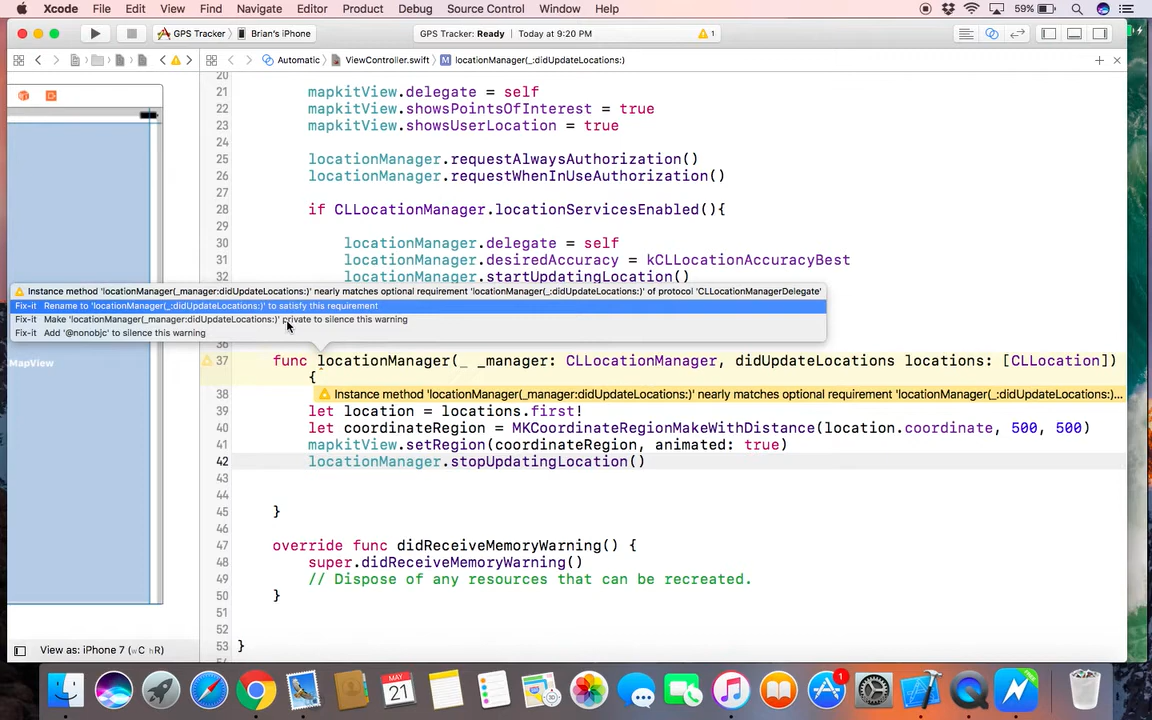 Xcode File Edit View Find Navigate Editor Product Debug Source Control Window Help 59%
GPS Tracker Brian's iPhone GPS Tracker: Ready Today at 9:20 PM 1
Automatic ViewController.swift M locationManager(_:didUpdateLocations:)
20
21 mapkitView.delegate = self
22 mapkitView.showsPointsOfInterest = true
23 mapkitView.showsUserLocation = true
24
25 locationManager.requestAlwaysAuthorization()
26 locationManager.requestWhenInUseAuthorization()
27
28 if CLLocationManager.locationServicesEnabled(){
29
30 locationManager.delegate = self
31 locationManager.desiredAccuracy = kCLLocationAccuracyBest
32 locationManager.startUpdatingLocation()
Instance method 'locationManager(_manager:didUpdateLocations:)' nearly matches optional requirement 'locationManager(_:didUpdateLocations:)' of protocol 'CLLocationManagerDelegate'
Fix-it Rename to 'locationManager(_:didUpdateLocations:)' to satisfy this requirement
Fix-it Make 'locationManager(_manager:didUpdateLocations:)' private to silence this warning
Fix-it Add '@nonobjc' to silence this warning
36
MapView
37 func locationManager(_ _manager: CLLocationManager, didUpdateLocations locations: [CLLocation])
{
38 Instance method 'locationManager(_manager:didUpdateLocations:)' nearly matches optional requirement 'locationManager(_:didUpdateLocations:)...
39 let location = locations.first!
40 let coordinateRegion = MKCoordinateRegionMakeWithDistance(location.coordinate, 500, 500)
41 mapkitView.setRegion(coordinateRegion, animated: true)
42 locationManager.stopUpdatingLocation()
43
44
45 }
46
47 override func didReceiveMemoryWarning() {
48 super.didReceiveMemoryWarning()
49 // Dispose of any resources that can be recreated.
50 }
51
52
53 }
View as: iPhone 7 (wC hR)
MAY
21
1